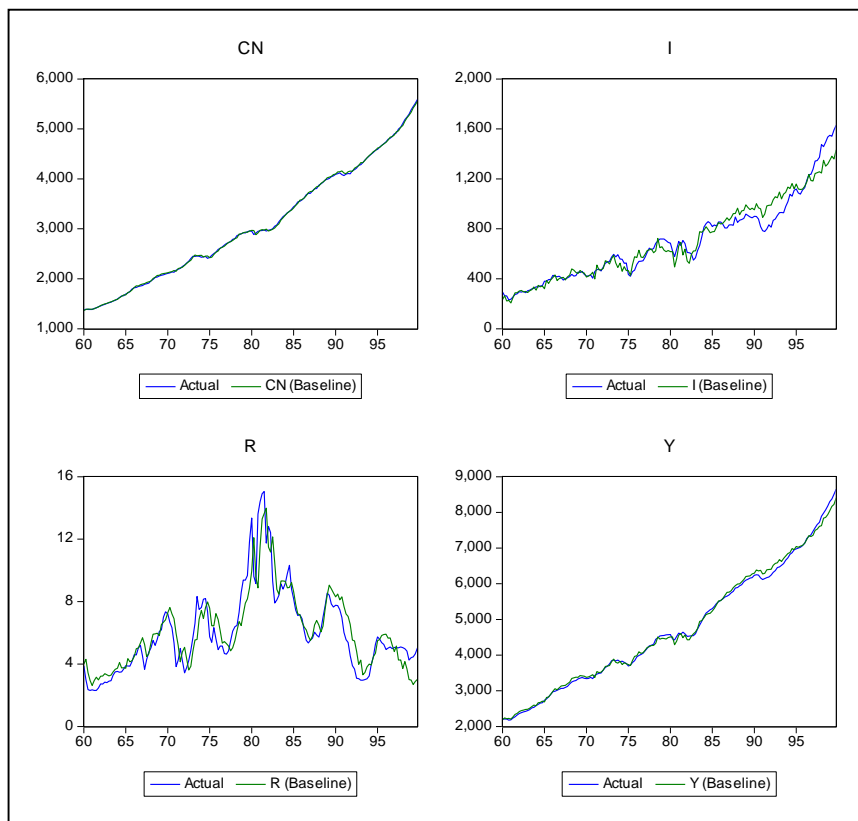 CN
6,000
5,000
4,000
3,000
2,000
1,000
60 65 70 75 80 85 90 95
Actual CN (Baseline)
I
2,000
1,600
1,200
800
400
0
60 65 70 75 80 85 90 95
Actual I (Baseline)
R
16
12
8
4
0
60 65 70 75 80 85 90 95
Actual R (Baseline)
Y
9,000
8,000
7,000
6,000
5,000
4,000
3,000
2,000
60 65 70 75 80 85 90 95
Actual Y (Baseline)